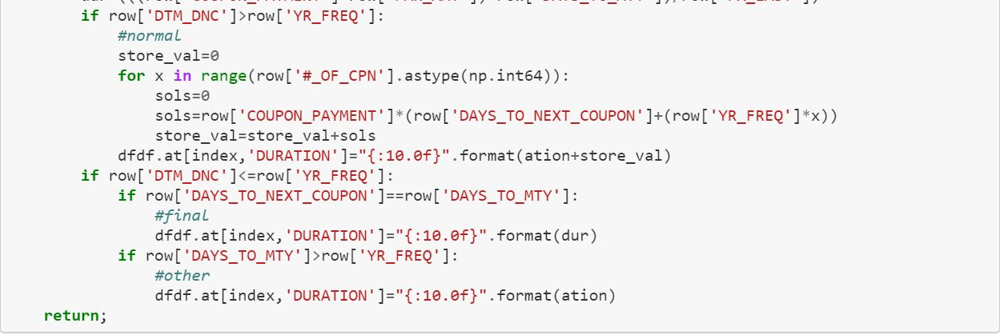 if row['DTM_DNC']>row['YR_FREQ']:
#normal
store_val=0
for x in range(row['#_OF_CPN'].astype(np.int64)):
sols=0
sols=row['COUPON_PAYMENT']*(row['DAYS_TO_NEXT_COUPON']+(row['YR_FREQ']*x))
store_val=store_val+sols
dfdf.at[index,'DURATION']="{:10.0f}".format(ation+store_val)
if row['DTM_DNC']<=row['YR_FREQ']:
if row['DAYS_TO_NEXT_COUPON']==row['DAYS_TO_MTY']:
#final
dfdf.at[index,'DURATION']="{:10.0f}".format(dur)
if row['DAYS_TO_MTY']>row['YR_FREQ']:
#other
dfdf.at[index,'DURATION']="{:10.0f}".format(ation)
return;